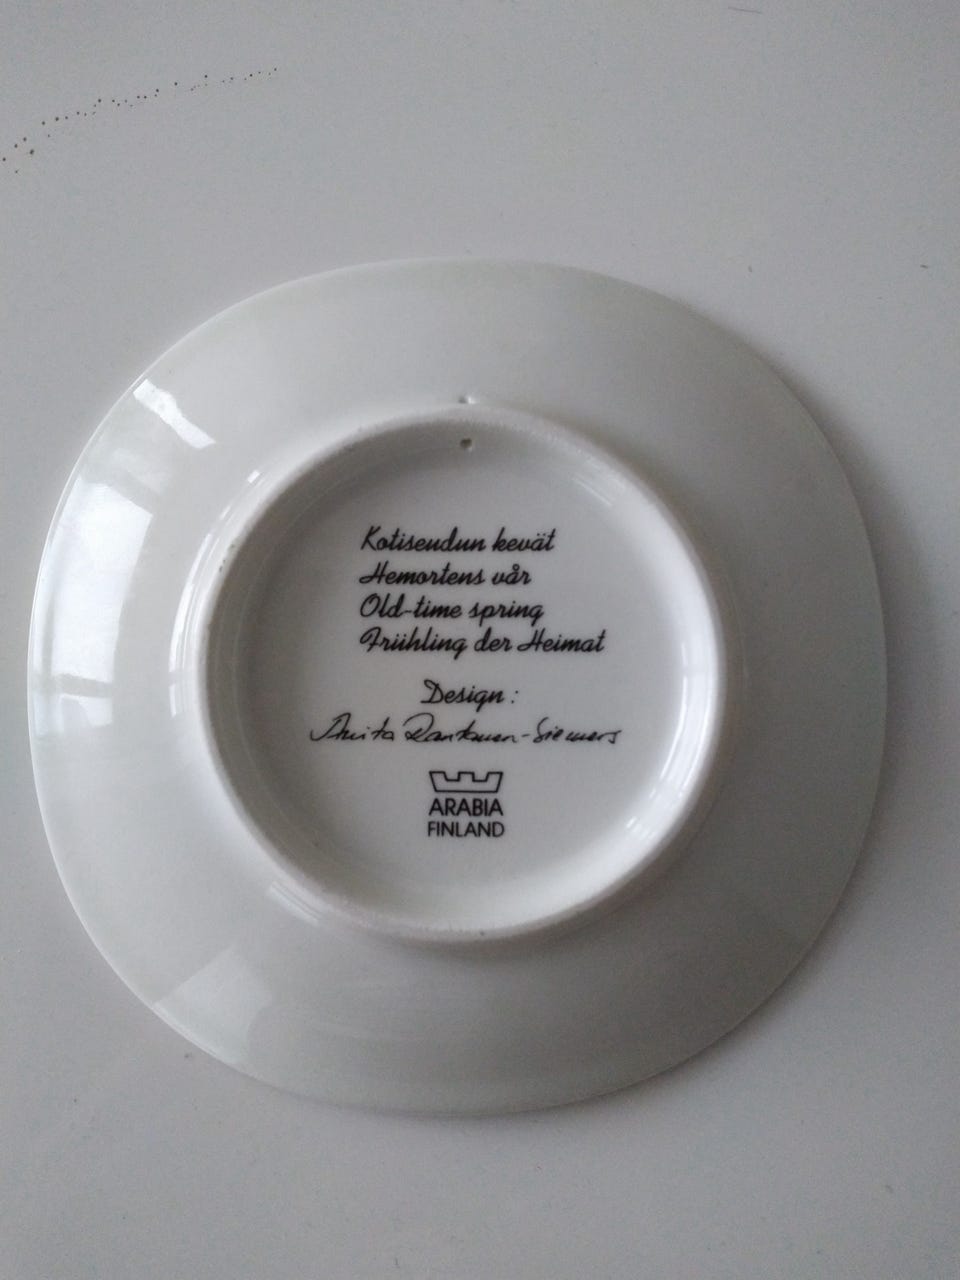 Kotiseudun kevät
Hemortens vår
Old-time spring
Frühling der Heimat
Design :
Anita Rantanen-Siemers
ARABIA
FINLAND